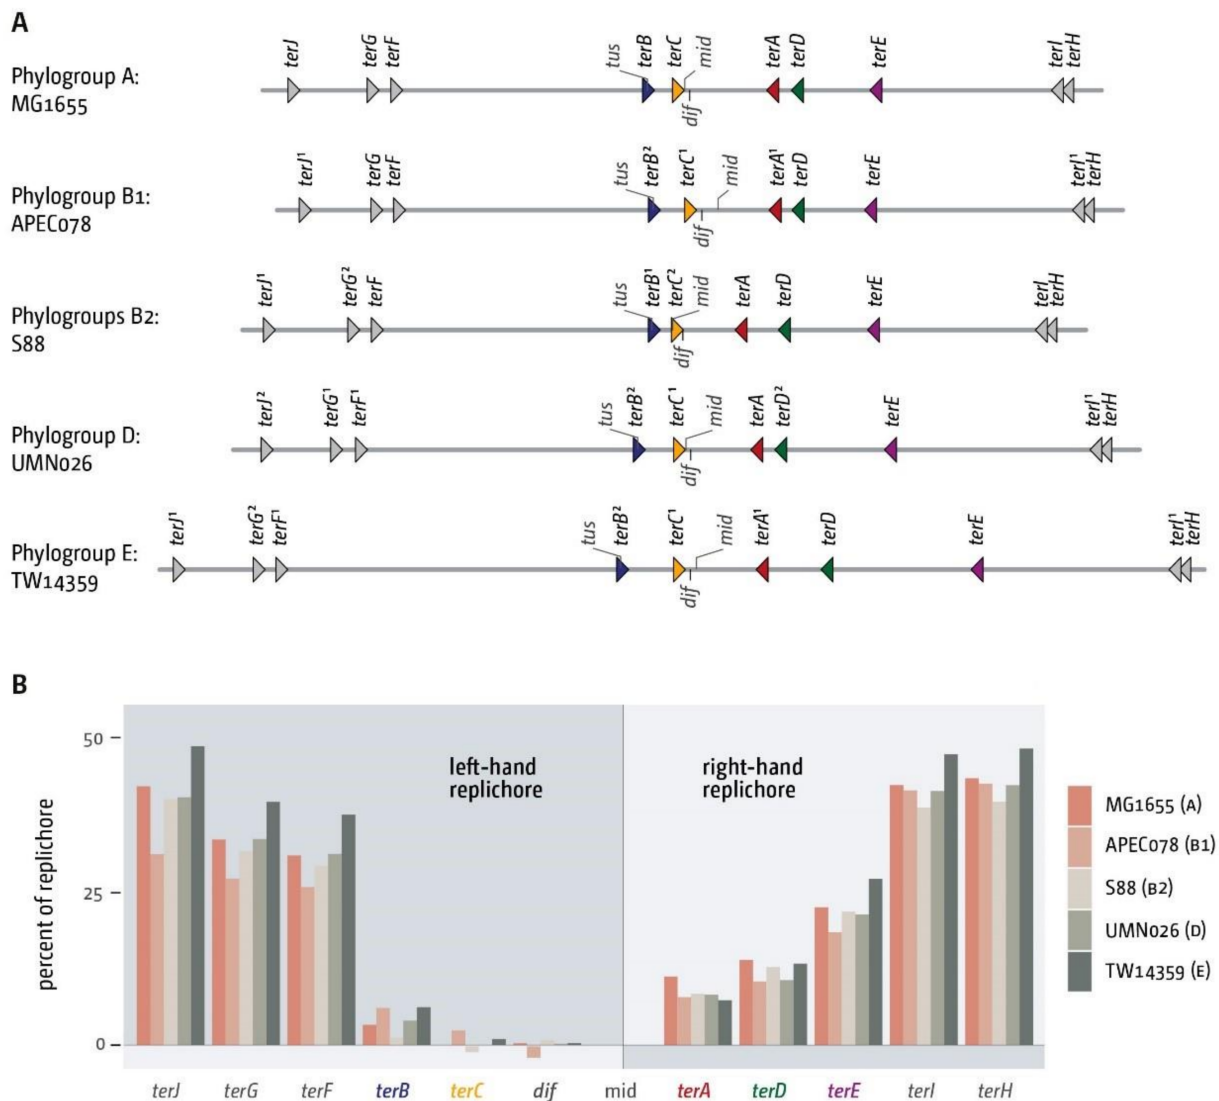 A
Phylogroup A:
MG1655
terJ
terG
terF
tus
terB
terC
mid
dif
terA
terD
terE
terI
terH
Phylogroup B1:
APEC078
terJ¹
terG
terF
tus
terB²
terC¹
mid
dif
terA¹
terD
terE
terI¹
terH
Phylogroups B2:
S88
terJ¹
terG²
terF
tus
terB¹
terC²
mid
dif
terA
terD
terE
terI
terH
Phylogroup D:
UMN026
terJ²
terG¹
terF¹
tus
terB²
terC¹
mid
dif
terA
terD²
terE
terI¹
terH
Phylogroup E:
TW14359
terJ¹
terG²
terF¹
tus
terB²
terC¹
mid
dif
terA¹
terD
terE
terI¹
terH
B
percent of replichore
50
25
0
left-hand
replichore
right-hand
replichore
terJ terG terF terB terC dif mid terA terD terE terI terH
MG1655 (A)
APEC078 (B1)
S88 (B2)
UMN026 (D)
TW14359 (E)